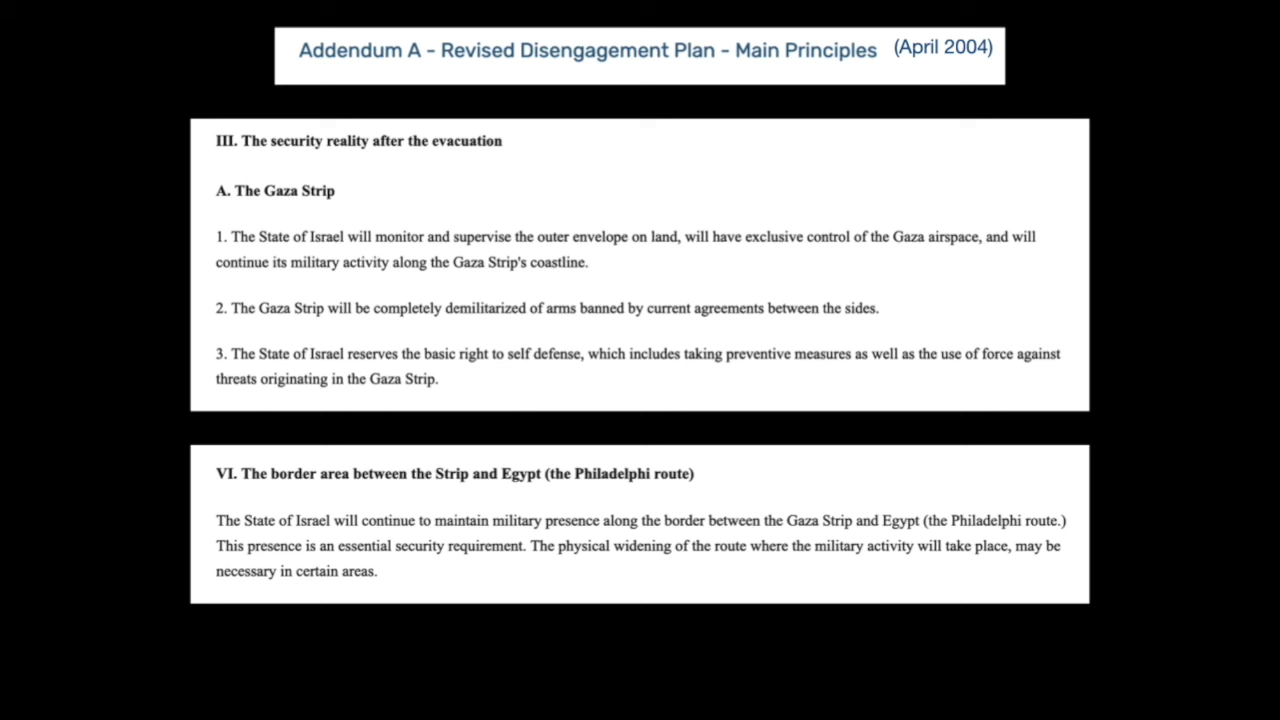 Addendum A - Revised Disengagement Plan - Main Principles (April 2004)
III. The security reality after the evacuation
A. The Gaza Strip
1. The State of Israel will monitor and supervise the outer envelope on land, will have exclusive control of the Gaza airspace, and will
continue its military activity along the Gaza Strip's coastline.
2. The Gaza Strip will be completely demilitarized of arms banned by current agreements between the sides.
3. The State of Israel reserves the basic right to self defense, which includes taking preventive measures as well as the use of force against
threats originating in the Gaza Strip.
VI. The border area between the Strip and Egypt (the Philadelphi route)
The State of Israel will continue to maintain military presence along the border between the Gaza Strip and Egypt (the Philadelphi route.)
This presence is an essential security requirement. The physical widening of the route where the military activity will take place, may be
necessary in certain areas.